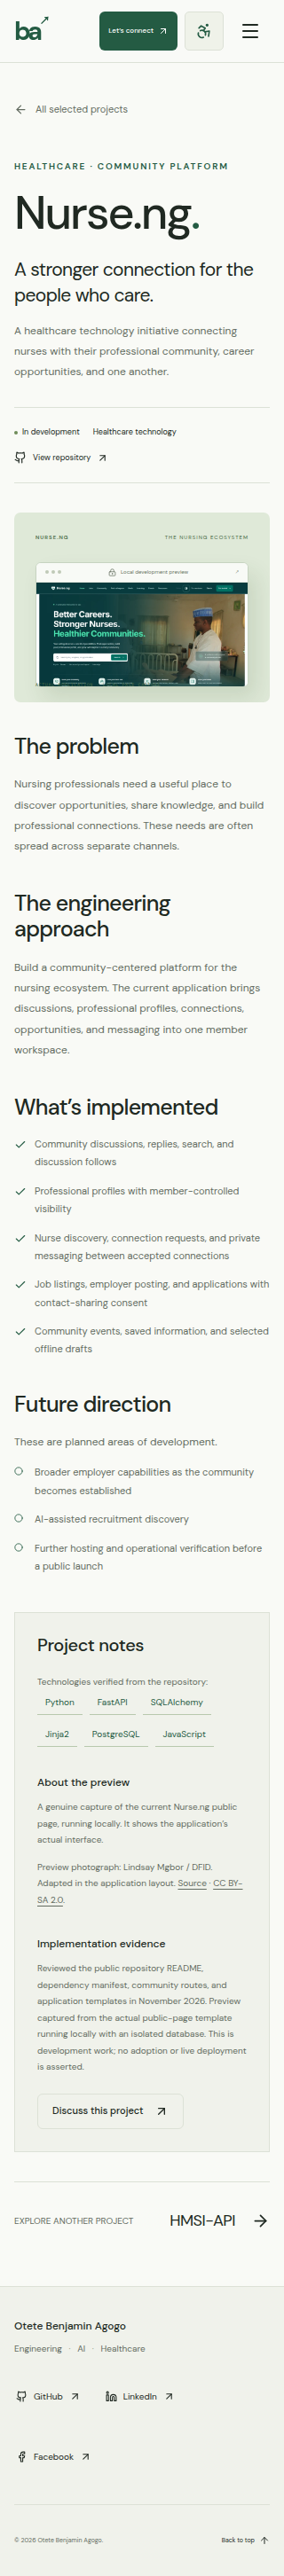 ba
Let's connect
All selected projects
HEALTHCARE · COMMUNITY PLATFORM
Nurse.ng.
A stronger connection for the
people who care.
A healthcare technology initiative connecting
nurses with their professional community, career
opportunities, and one another.
In development Healthcare technology
View repository
NURSE.NG THE NURSING ECOSYSTEM
Local development preview
Better Careers.
Stronger Nurses.
Healthier Communities.
The problem
Nursing professionals need a useful place to
discover opportunities, share knowledge, and build
professional connections. These needs are often
spread across separate channels.
The engineering
approach
Build a community-centered platform for the
nursing ecosystem. The current application brings
discussions, professional profiles, connections,
opportunities, and messaging into one member
workspace.
What's implemented
Community discussions, replies, search, and
discussion follows
Professional profiles with member-controlled
visibility
Nurse discovery, connection requests, and private
messaging between accepted connections
Job listings, employer posting, and applications with
contact-sharing consent
Community events, saved information, and selected
offline drafts
Future direction
These are planned areas of development.
Broader employer capabilities as the community
becomes established
AI-assisted recruitment discovery
Further hosting and operational verification before
a public launch
Project notes
Technologies verified from the repository:
Python FastAPI SQLAlchemy
Jinja2 PostgreSQL JavaScript
About the preview
A genuine capture of the current Nurse.ng public
page, running locally. It shows the application's
actual interface.
Preview photograph: Lindsay Mgbor / DFID.
Adapted in the application layout. Source · CC BY-
SA 2.0.
Implementation evidence
Reviewed the public repository README,
dependency manifest, community routes, and
application templates in November 2026. Preview
captured from the actual public-page template
running locally with an isolated database. This is
development work; no adoption or live deployment
is asserted.
Discuss this project
EXPLORE ANOTHER PROJECT HMSI-API
Otete Benjamin Agogo
Engineering · AI · Healthcare
GitHub LinkedIn
Facebook
© 2026 Otete Benjamin Agogo. Back to top